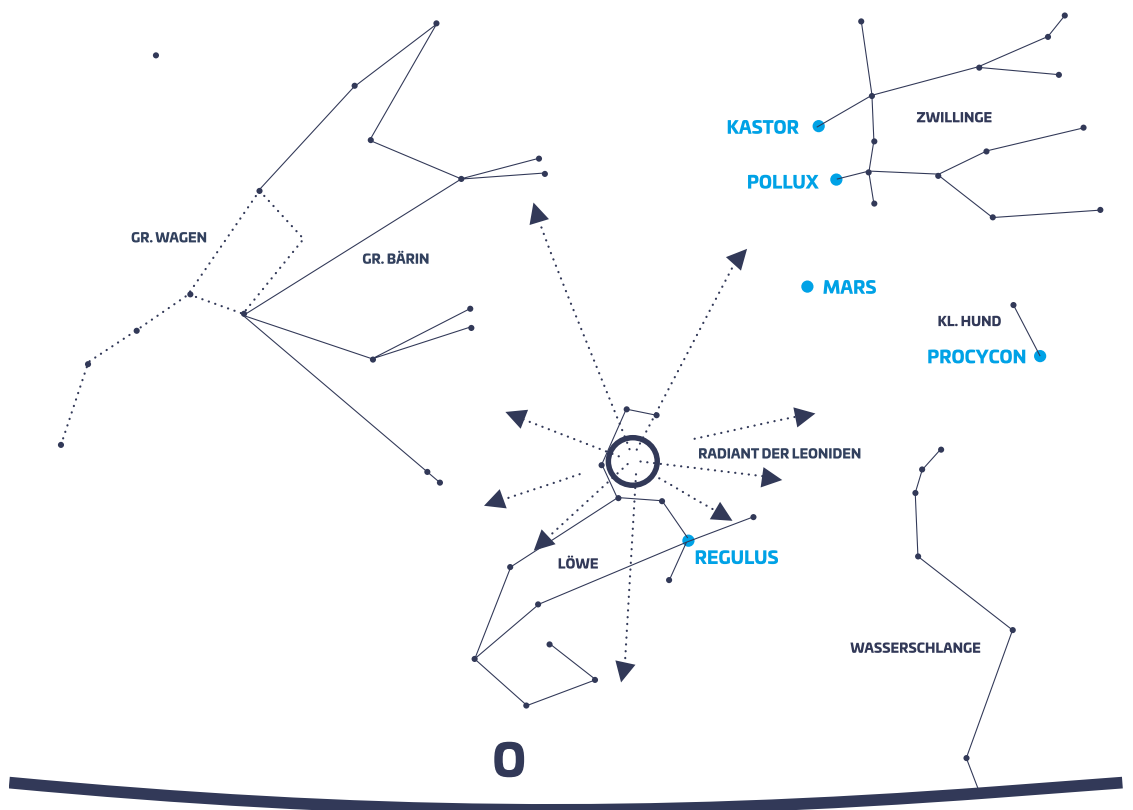 KASTOR
ZWILLINGE
POLLUX
GR. WAGEN
GR. BÄRIN
MARS
KL. HUND
PROCYCON
RADIANT DER LEONIDEN
REGULUS
LÖWE
WASSERSCHLANGE
O